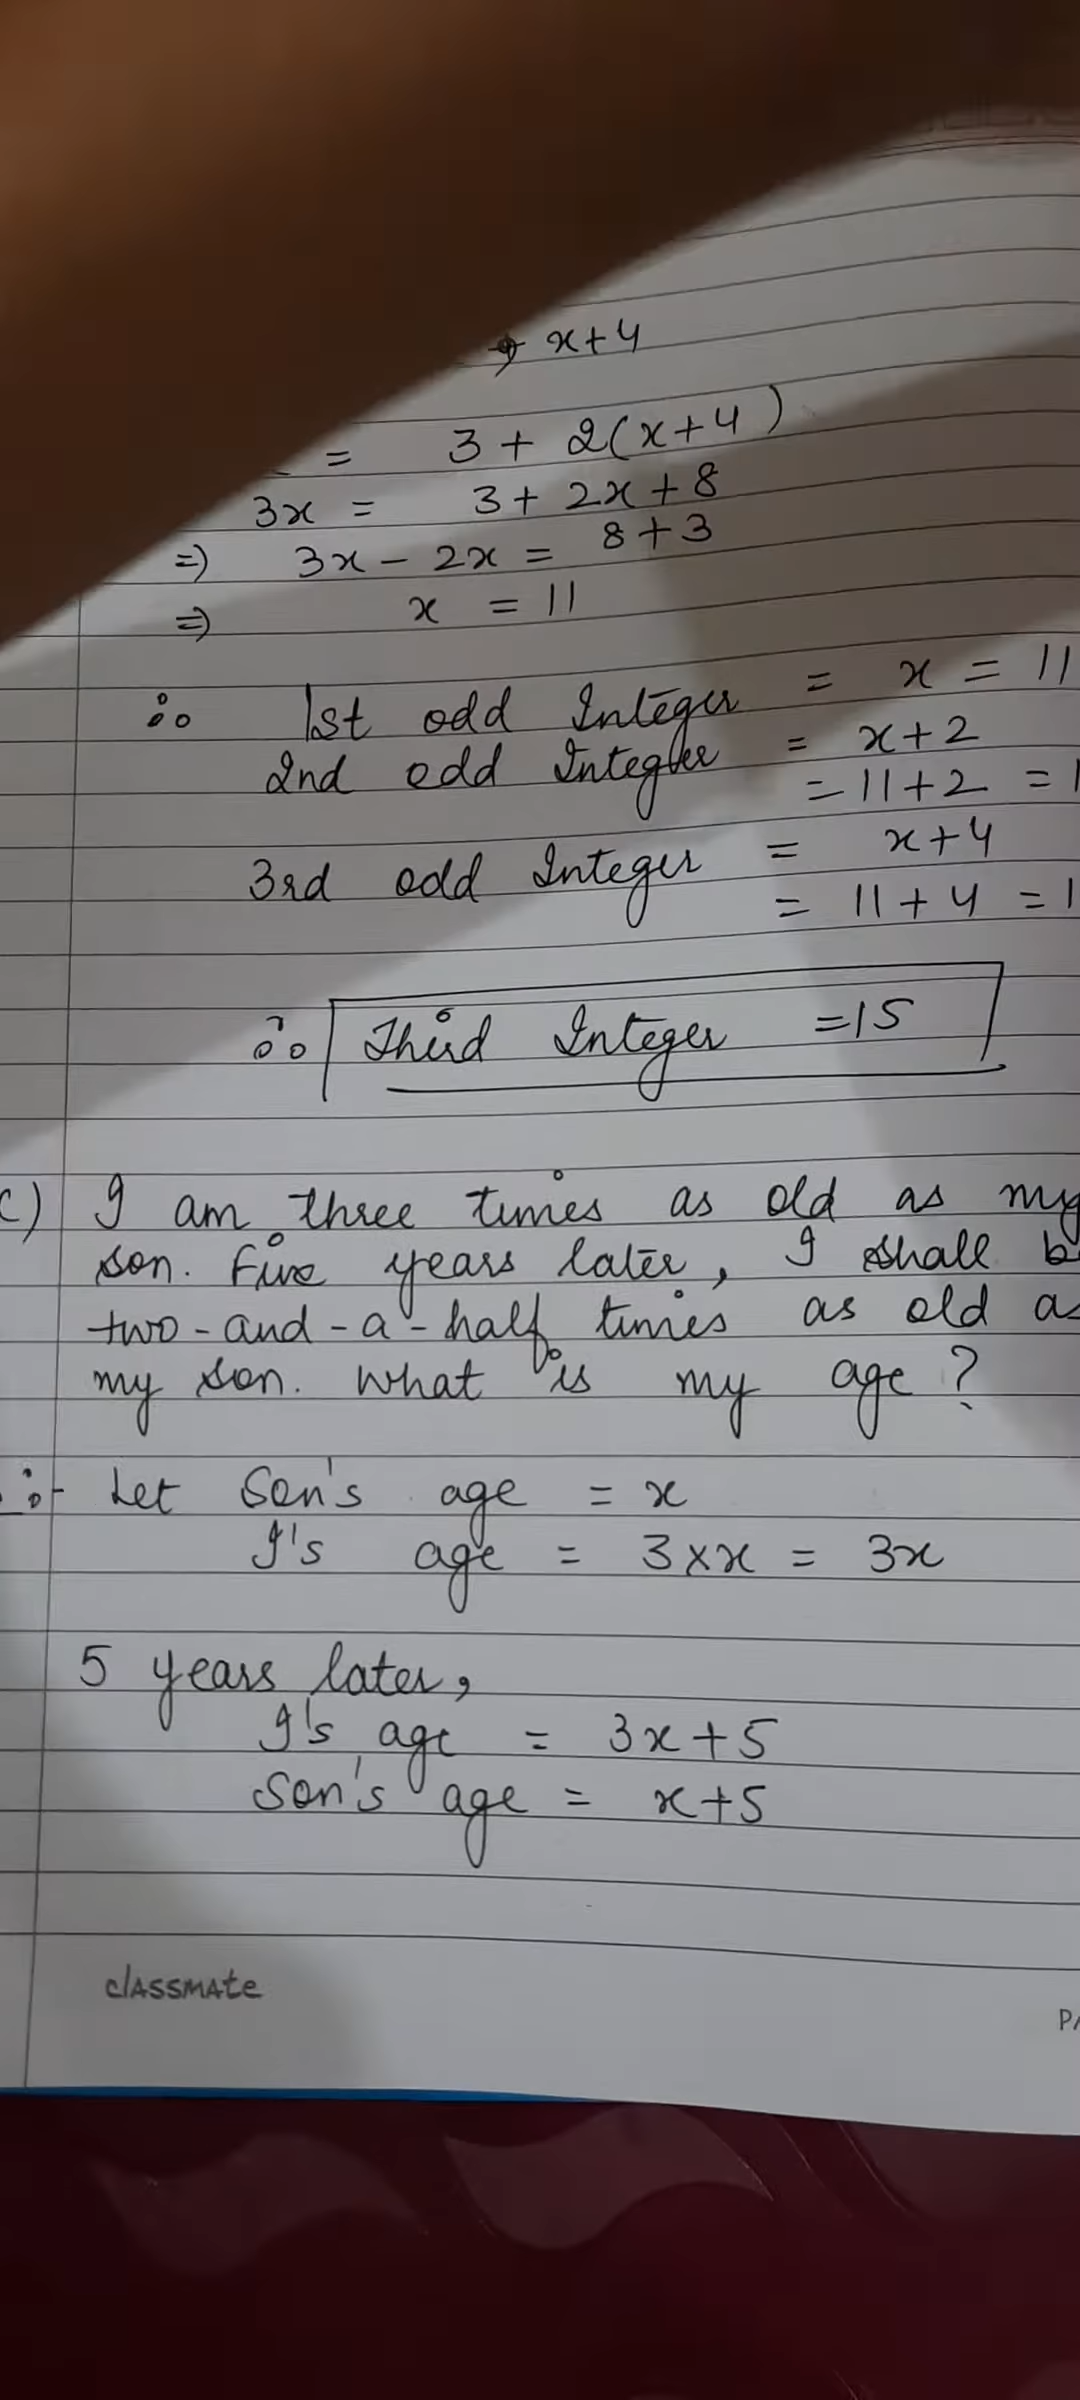 → x+4
= 3 + 2(x+4)
3x = 3 + 2x + 8
=) 3x - 2x = 8 + 3
=) x = 11
∴ 1st odd Integer = x = 11
2nd odd Integer = x+2
= 11+2 =
3rd odd Integer = x+4
= 11+4 =
∴ Third Integer =15
c) I am three times as old as my
son. Five years later, I shall
two-and-a-half times as old
my son. What is my age?
Let Son's age = x
I's age = 3×x = 3x
5 years later,
I's age = 3x+5
Son's age = x+5
classmate